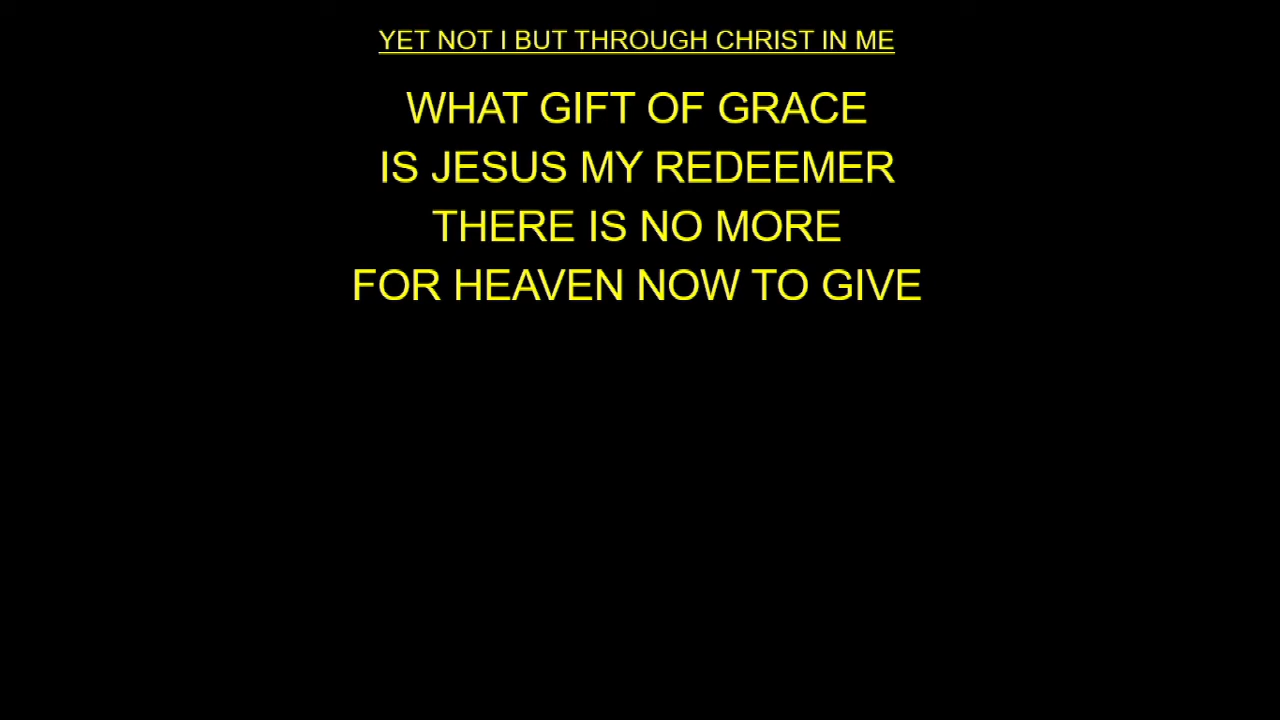 YET NOT I BUT THROUGH CHRIST IN ME
WHAT GIFT OF GRACE
IS JESUS MY REDEEMER
THERE IS NO MORE
FOR HEAVEN NOW TO GIVE